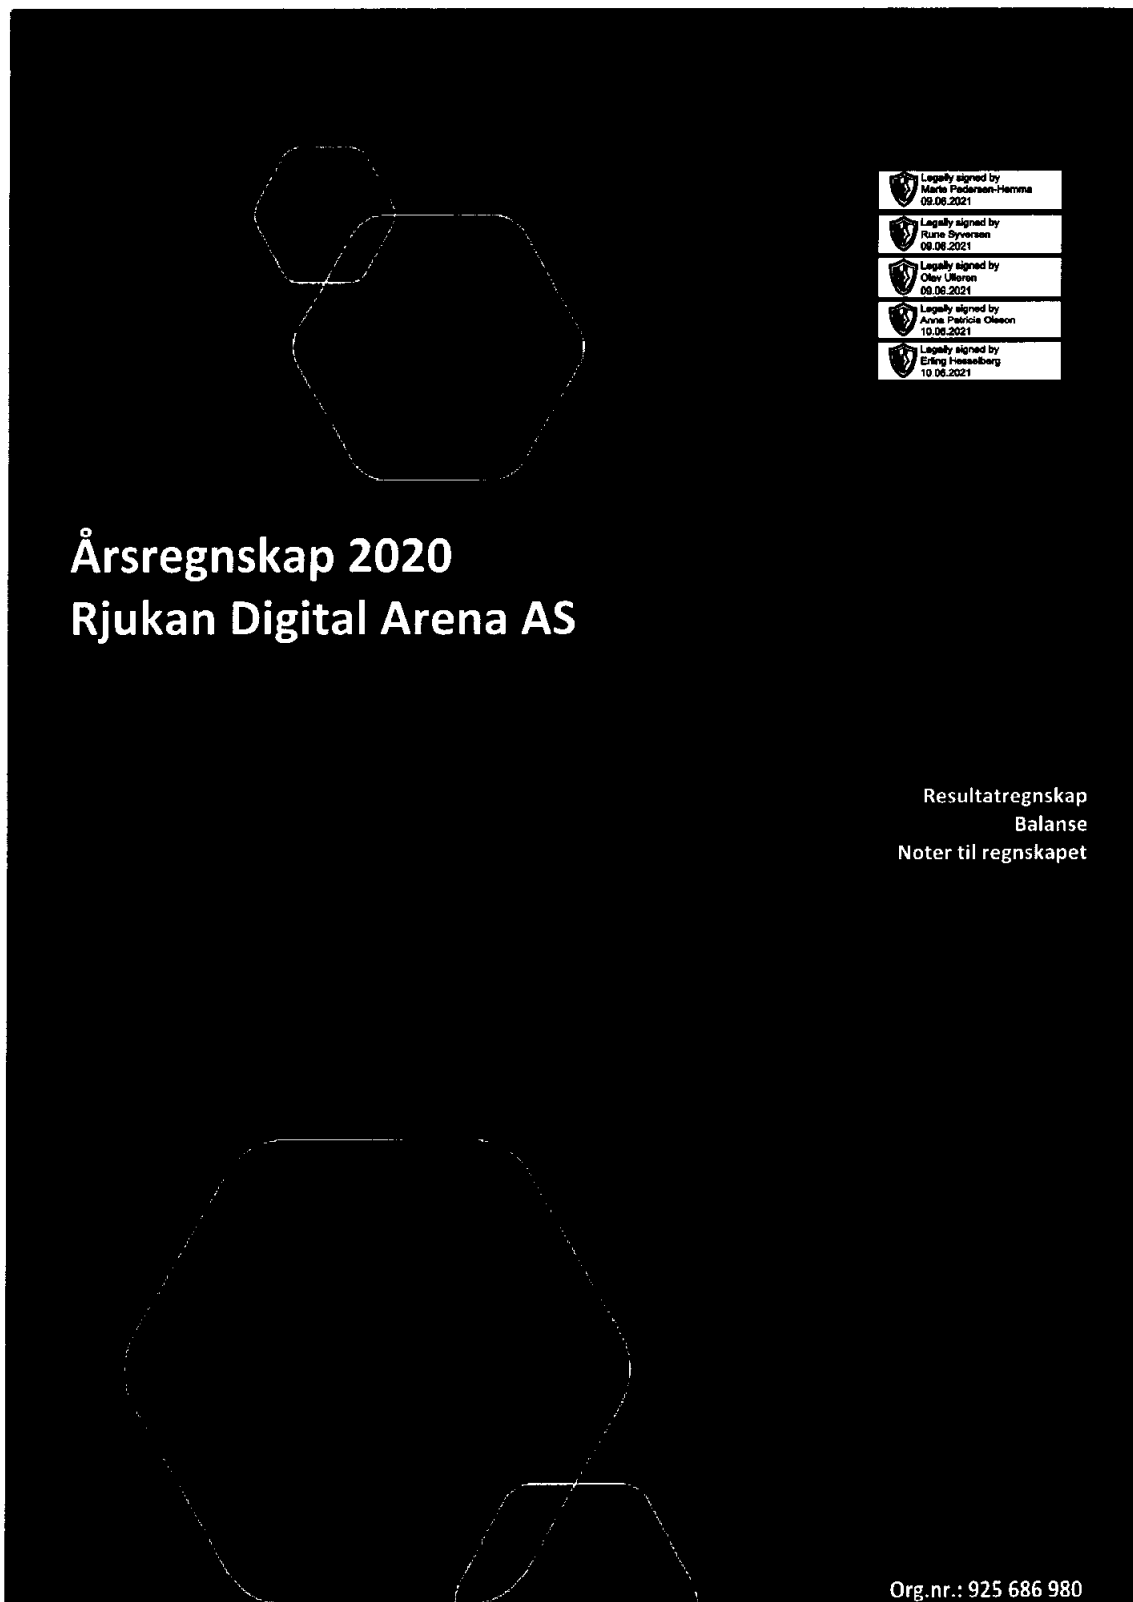 Legally signed by
Marte Pedersen-Hemma
09.06.2021
Legally signed by
Rune Syversen
09.06.2021
Legally signed by
Olav Ulleren
09.06.2021
Legally signed by
Anna Patricia Olsson
10.06.2021
Legally signed by
Erling Hesselberg
10.06.2021
Årsregnskap 2020
Rjukan Digital Arena AS
Resultatregnskap
Balanse
Noter til regnskapet
Org.nr.: 925 686 980